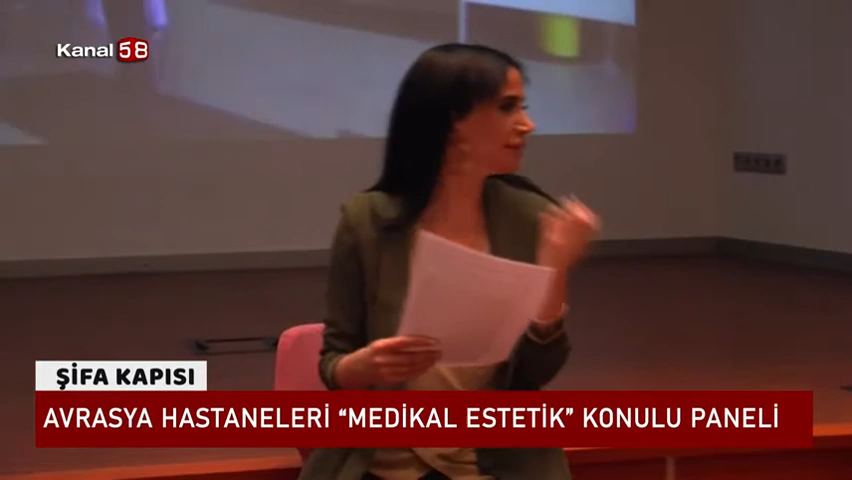 Kanal 58
ŞİFA KAPISI
AVRASYA HASTANELERİ “MEDİKAL ESTETİK” KONULU PANELİ